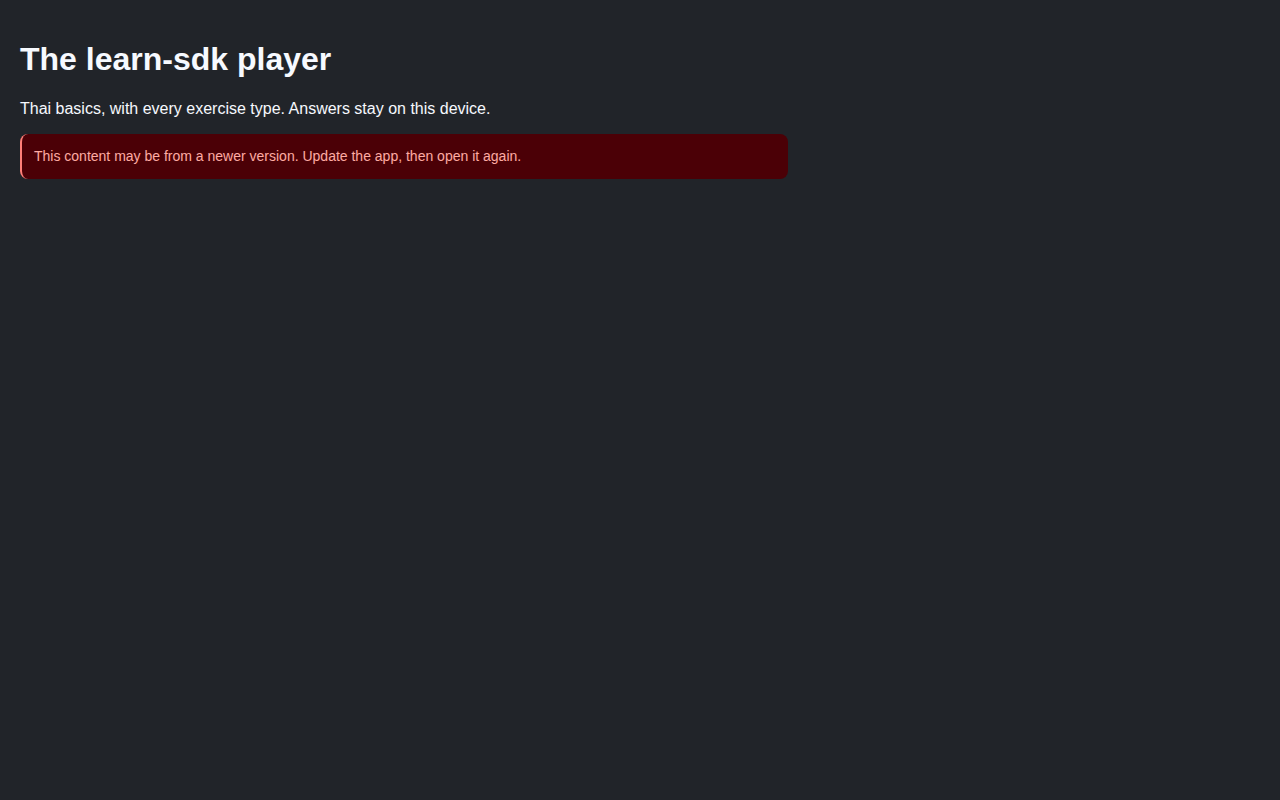 The learn-sdk player
Thai basics, with every exercise type. Answers stay on this device.
This content may be from a newer version. Update the app, then open it again.